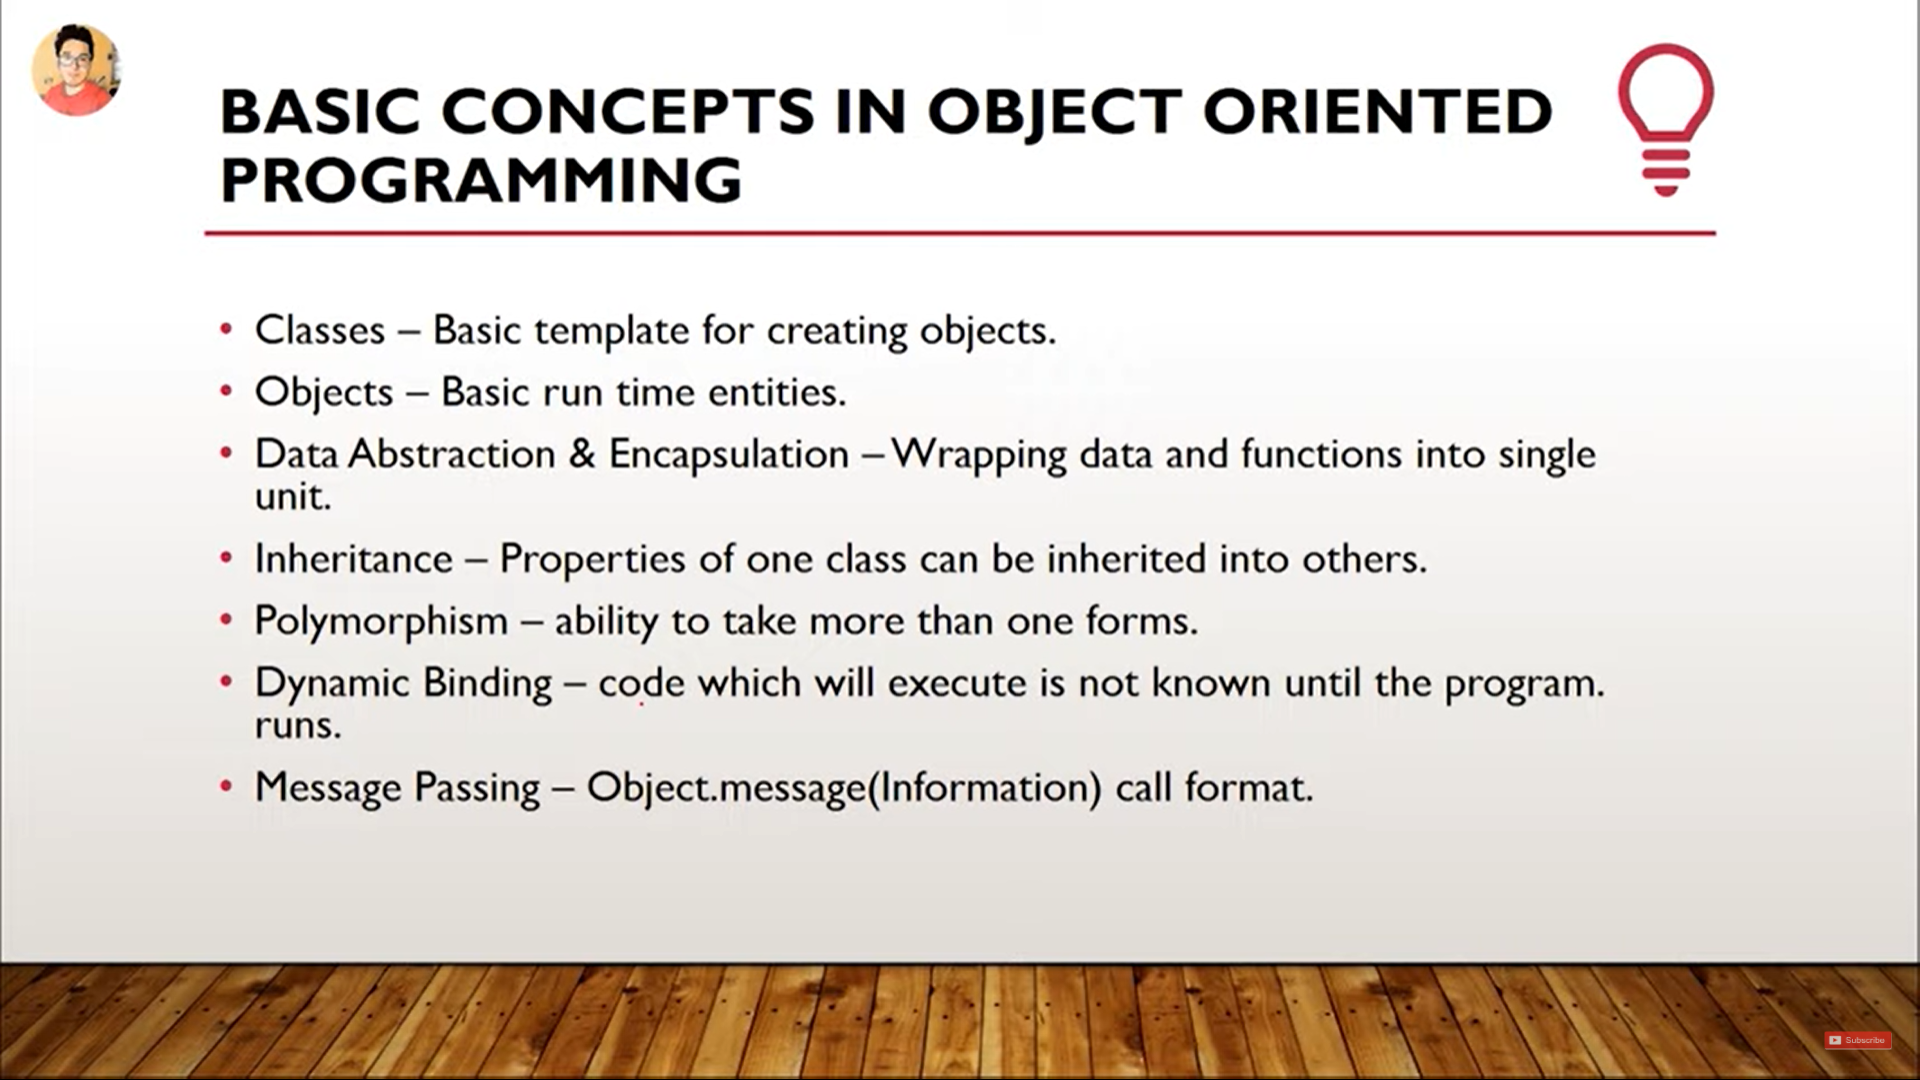 BASIC CONCEPTS IN OBJECT ORIENTED
PROGRAMMING
• Classes – Basic template for creating objects.
• Objects – Basic run time entities.
• Data Abstraction & Encapsulation – Wrapping data and functions into single
unit.
• Inheritance – Properties of one class can be inherited into others.
• Polymorphism – ability to take more than one forms.
• Dynamic Binding – code which will execute is not known until the program.
runs.
• Message Passing – Object.message(Information) call format.
Subscribe